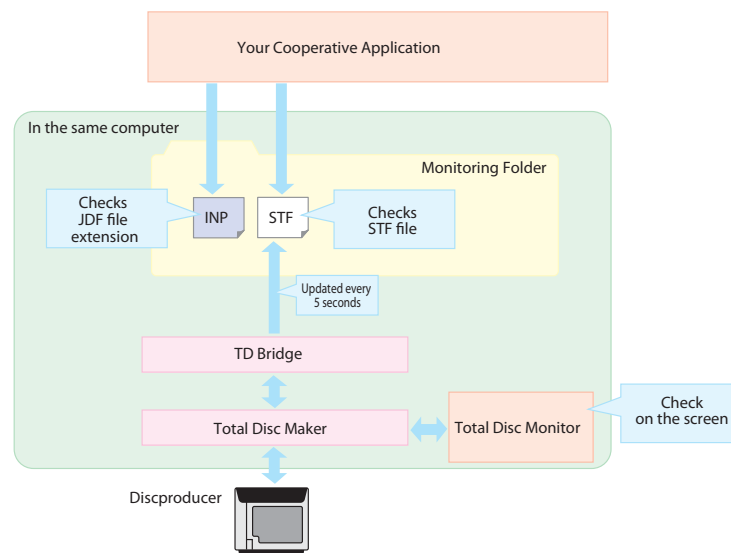 Your Cooperative Application
In the same computer
Monitoring Folder
Checks
JDF file
extension
INP
STF
Checks
STF file
Updated every
5 seconds
TD Bridge
Total Disc Maker
Total Disc Monitor
Check
on the screen
Discproducer